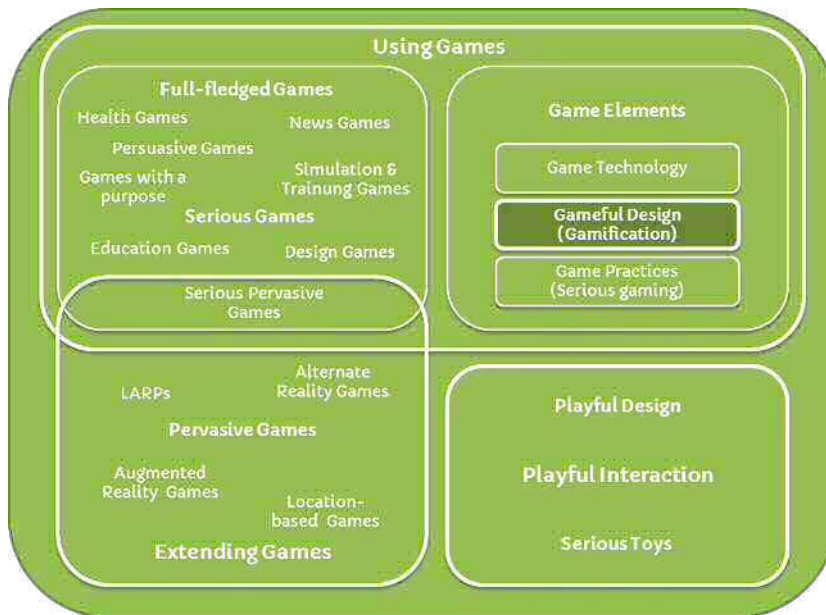 Using Games
Full-fledged Games
Health Games
News Games
Persuasive Games
Games with a
purpose
Simulation &
Trainung Games
Serious Games
Education Games
Design Games
Serious Pervasive
Games
Game Elements
Game Technology
Gameful Design
(Gamification)
Game Practices
(Serious gaming)
LARPs
Alternate
Reality Games
Pervasive Games
Augmented
Reality Games
Location-
based Games
Extending Games
Playful Design
Playful Interaction
Serious Toys